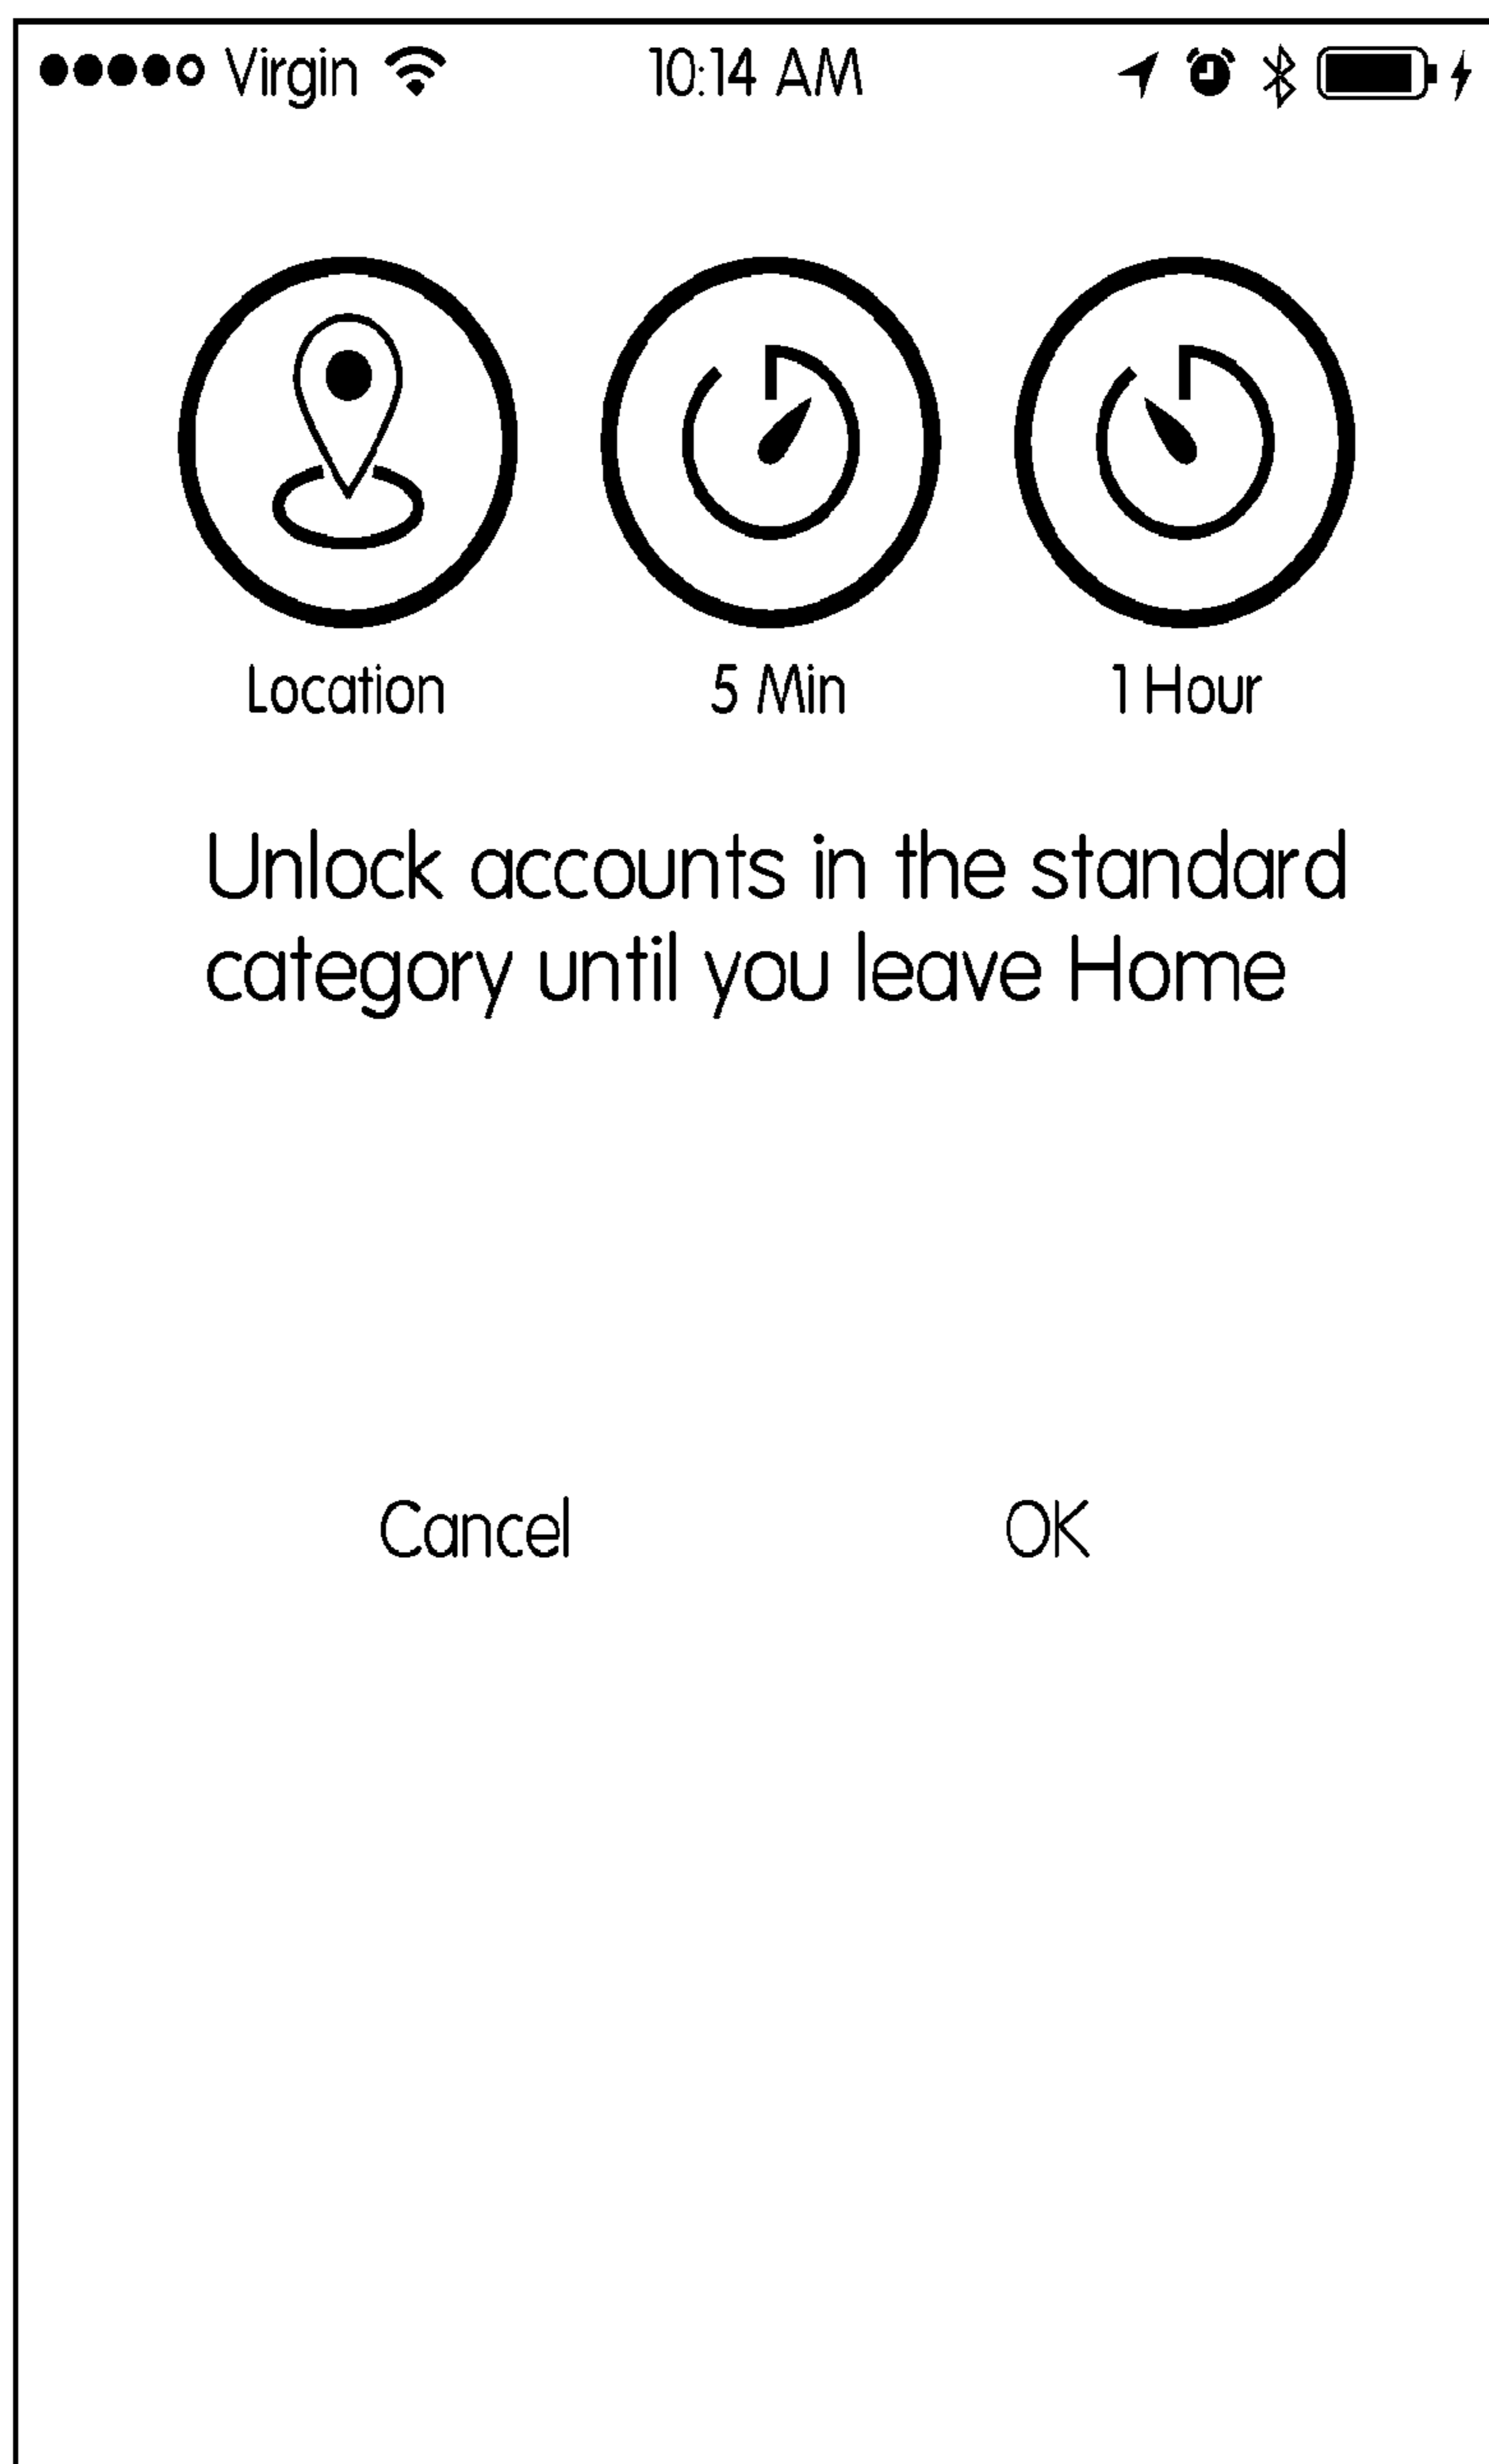 Virgin 10:14 AM
Location 5 Min 1 Hour
Unlock accounts in the standard
category until you leave Home
Cancel OK